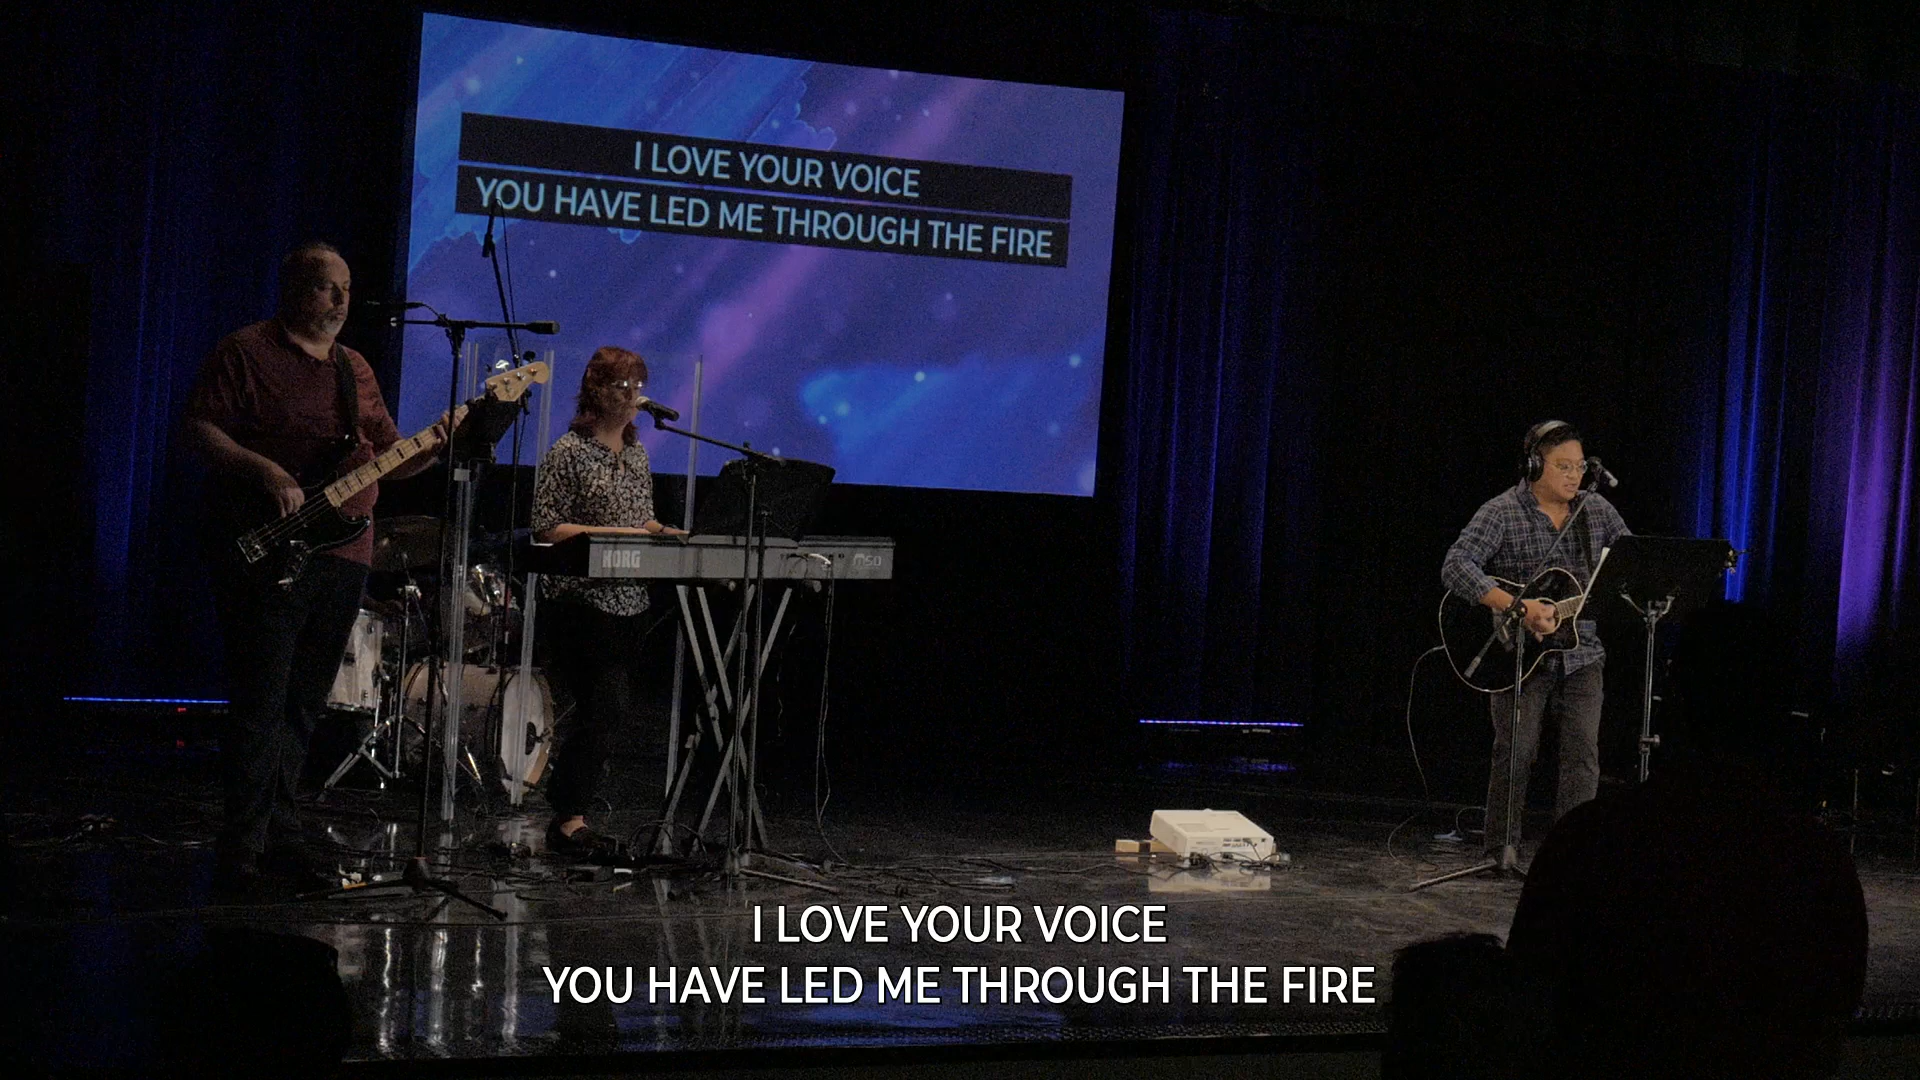 I LOVE YOUR VOICE
YOU HAVE LED ME THROUGH THE FIRE
KORG
M50
I LOVE YOUR VOICE
YOU HAVE LED ME THROUGH THE FIRE